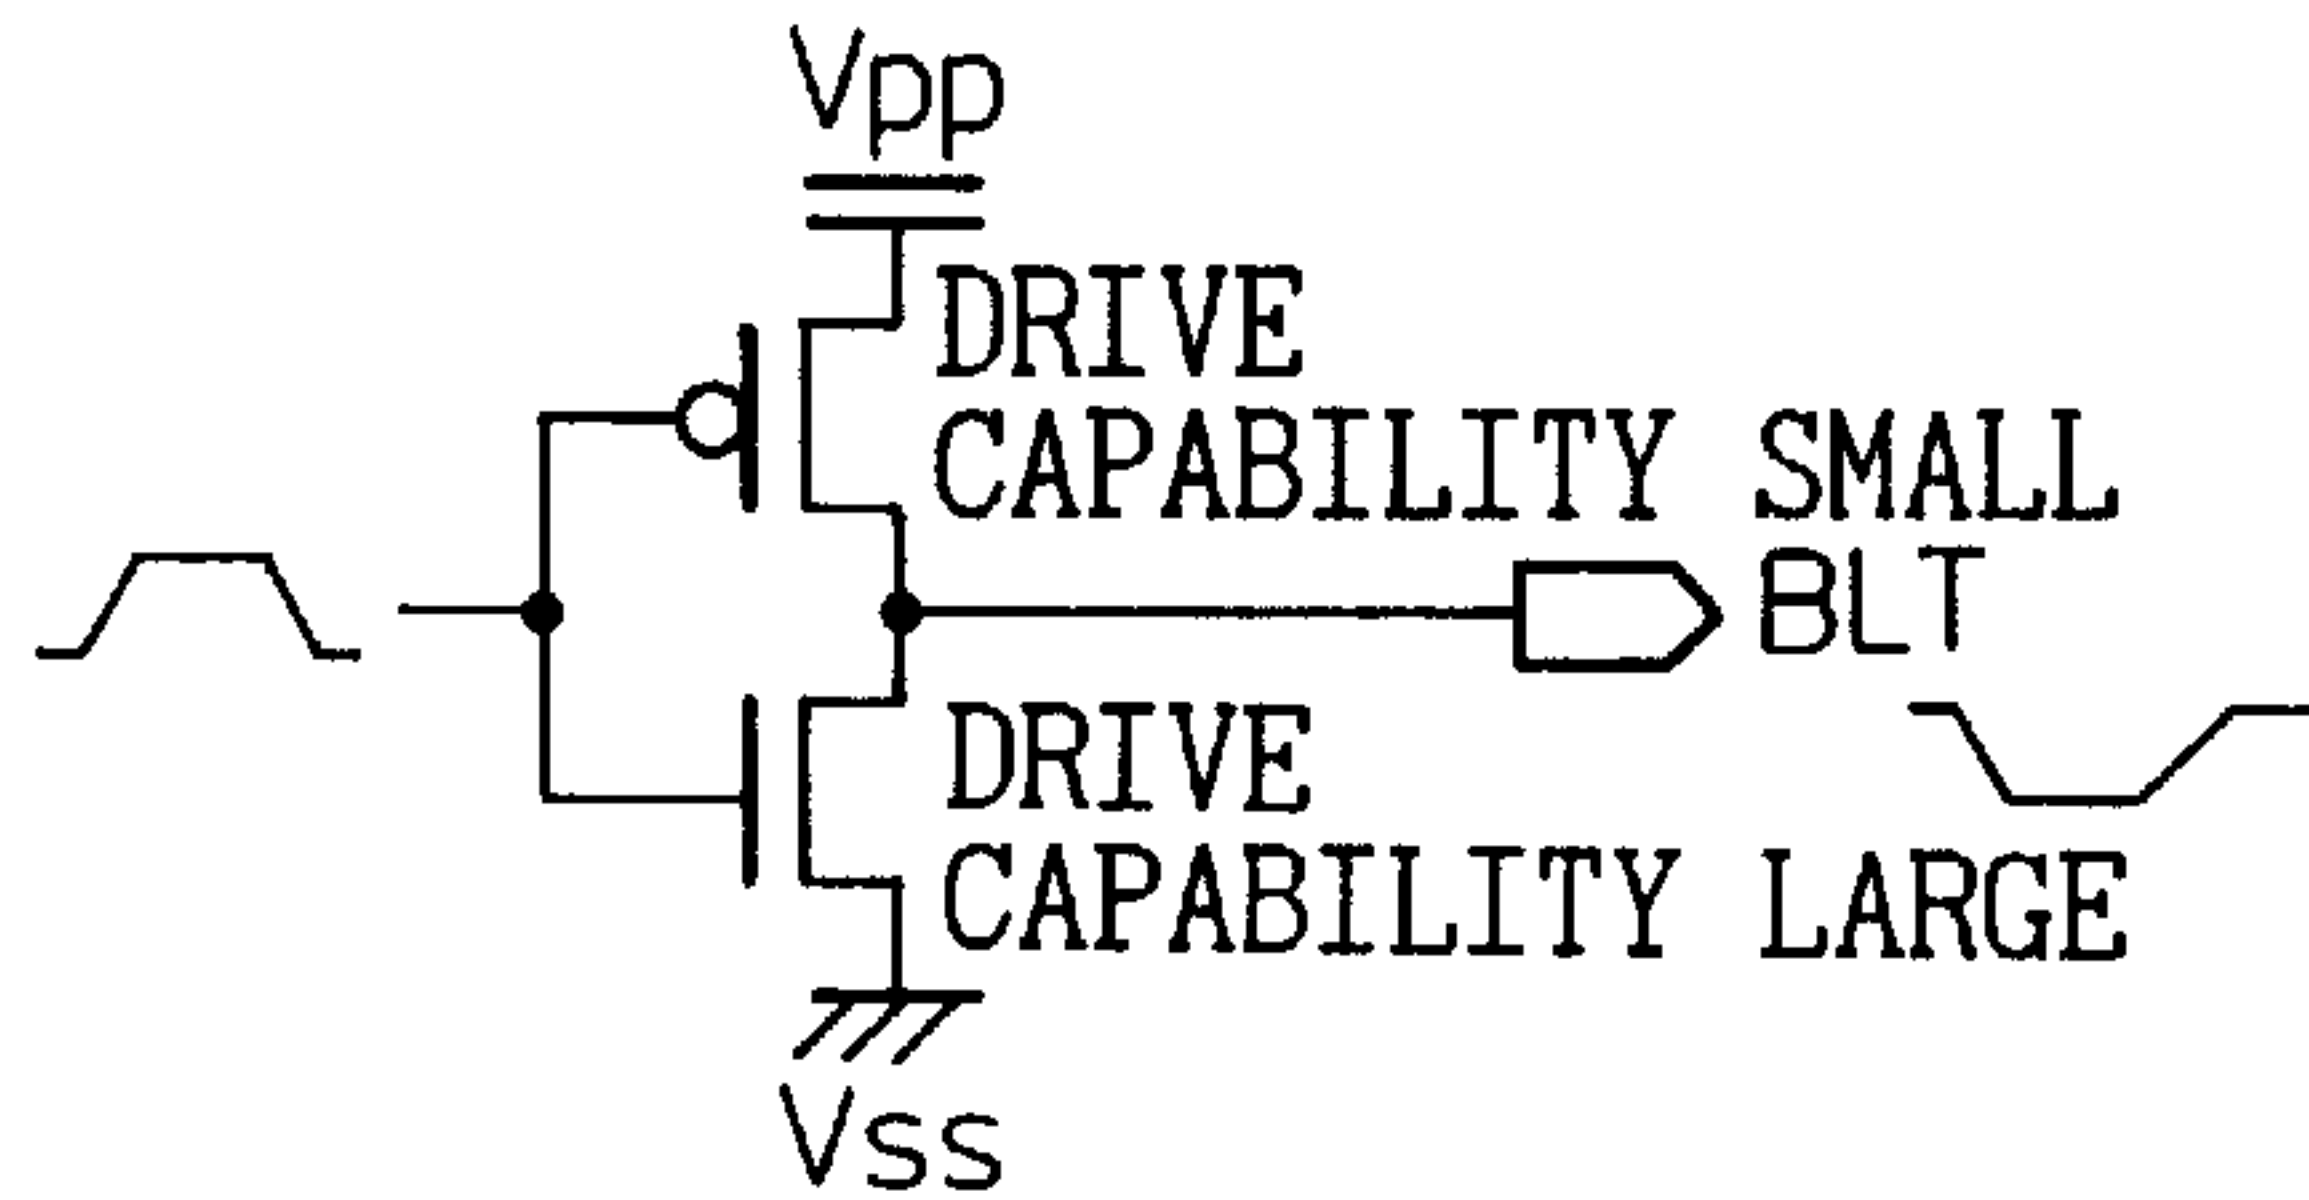 Vpp
DRIVE
CAPABILITY SMALL
BLT
DRIVE
CAPABILITY LARGE
Vss